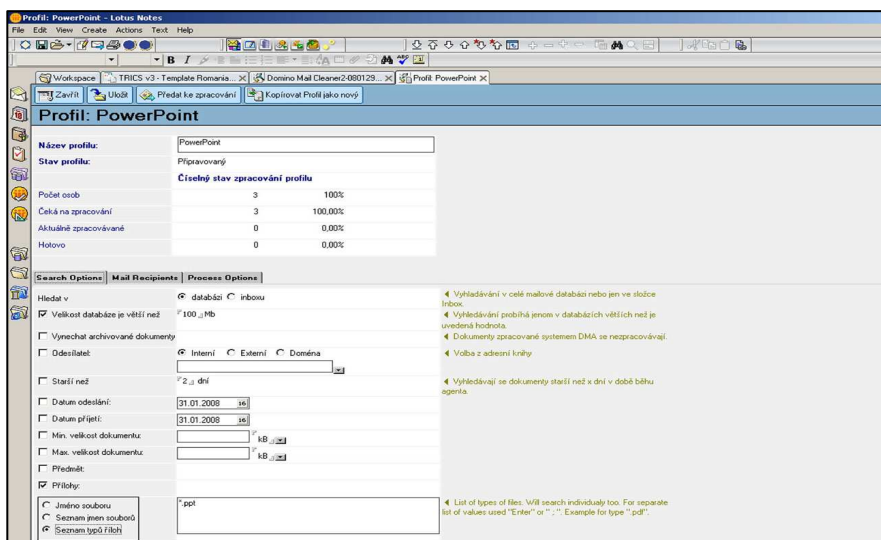 Profil: PowerPoint - Lotus Notes
File Edit View Create Actions Text Help
B I
Workspace TRICS v3 - Template Romania... Domino Mail Cleaner2-080129... Profil: PowerPoint
Zavřít Uložit Předat ke zpracování Kopírovat Profil jako nový
Profil: PowerPoint
Název profilu: PowerPoint
Stav profilu: Připravovaný
Číselný stav zpracování profilu
Počet osob 3 100%
Čeká na zpracování 3 100,00%
Aktuálně zpracovávané 0 0,00%
Hotovo 0 0,00%
Search Options Mail Recipients Process Options
Hledat v databázi inboxu
Vyhladávání v celé mailové databázi nebo jen ve složce Inbox.
Velikost databáze je větší než 100 Mb
Vyhledávání probíhá jenom v databázích větších než je uvedená hodnota.
Vynechat archivované dokumenty
Dokumenty zpracované systemem DMA se nezpracovávají.
Odesílatel: Interní Externí Doména
Volba z adresní knihy
Starší než 2 dní
Vyhledávají se dokumenty starší než x dní v době běhu agenta.
Datum odeslání: 31.01.2008 16
Datum přijetí: 31.01.2008 16
Min. velikost dokumentu: kB
Max. velikost dokumentu: kB
Předmět:
Přílohy:
Jméno souboru
Seznam jmen souborů
Seznam typů příloh
*.ppt
List of types of files. Will search individualy too. For separate
list of values used "Enter" or " ; ". Example for type ".pdf".